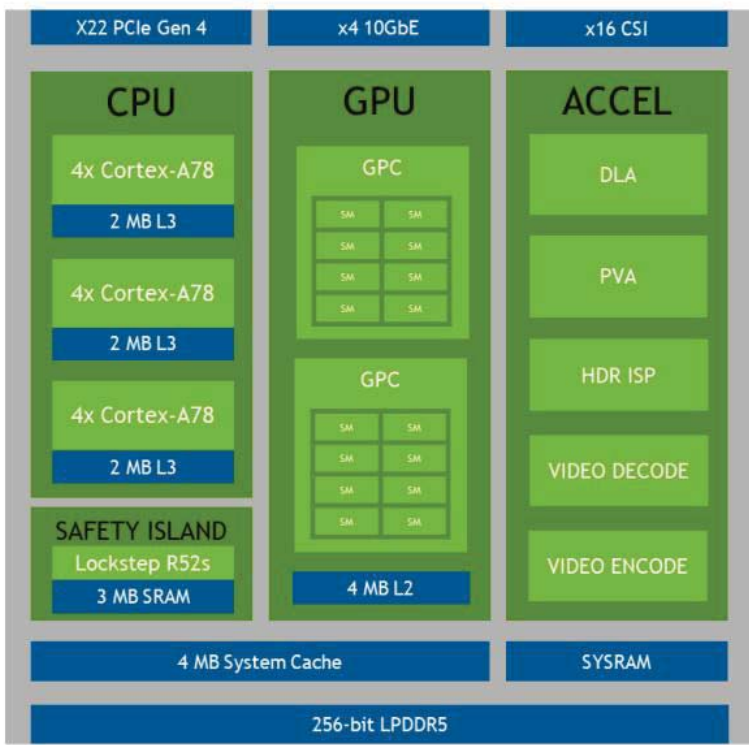 X22 PCIe Gen 4
x4 10GbE
x16 CSI
CPU
4x Cortex-A78
2 MB L3
4x Cortex-A78
2 MB L3
4x Cortex-A78
2 MB L3
SAFETY ISLAND
Lockstep R52s
3 MB SRAM
GPU
GPC
SM SM
SM SM
SM SM
SM SM
GPC
SM SM
SM SM
SM SM
SM SM
4 MB L2
ACCEL
DLA
PVA
HDR ISP
VIDEO DECODE
VIDEO ENCODE
4 MB System Cache
SYSRAM
256-bit LPDDR5